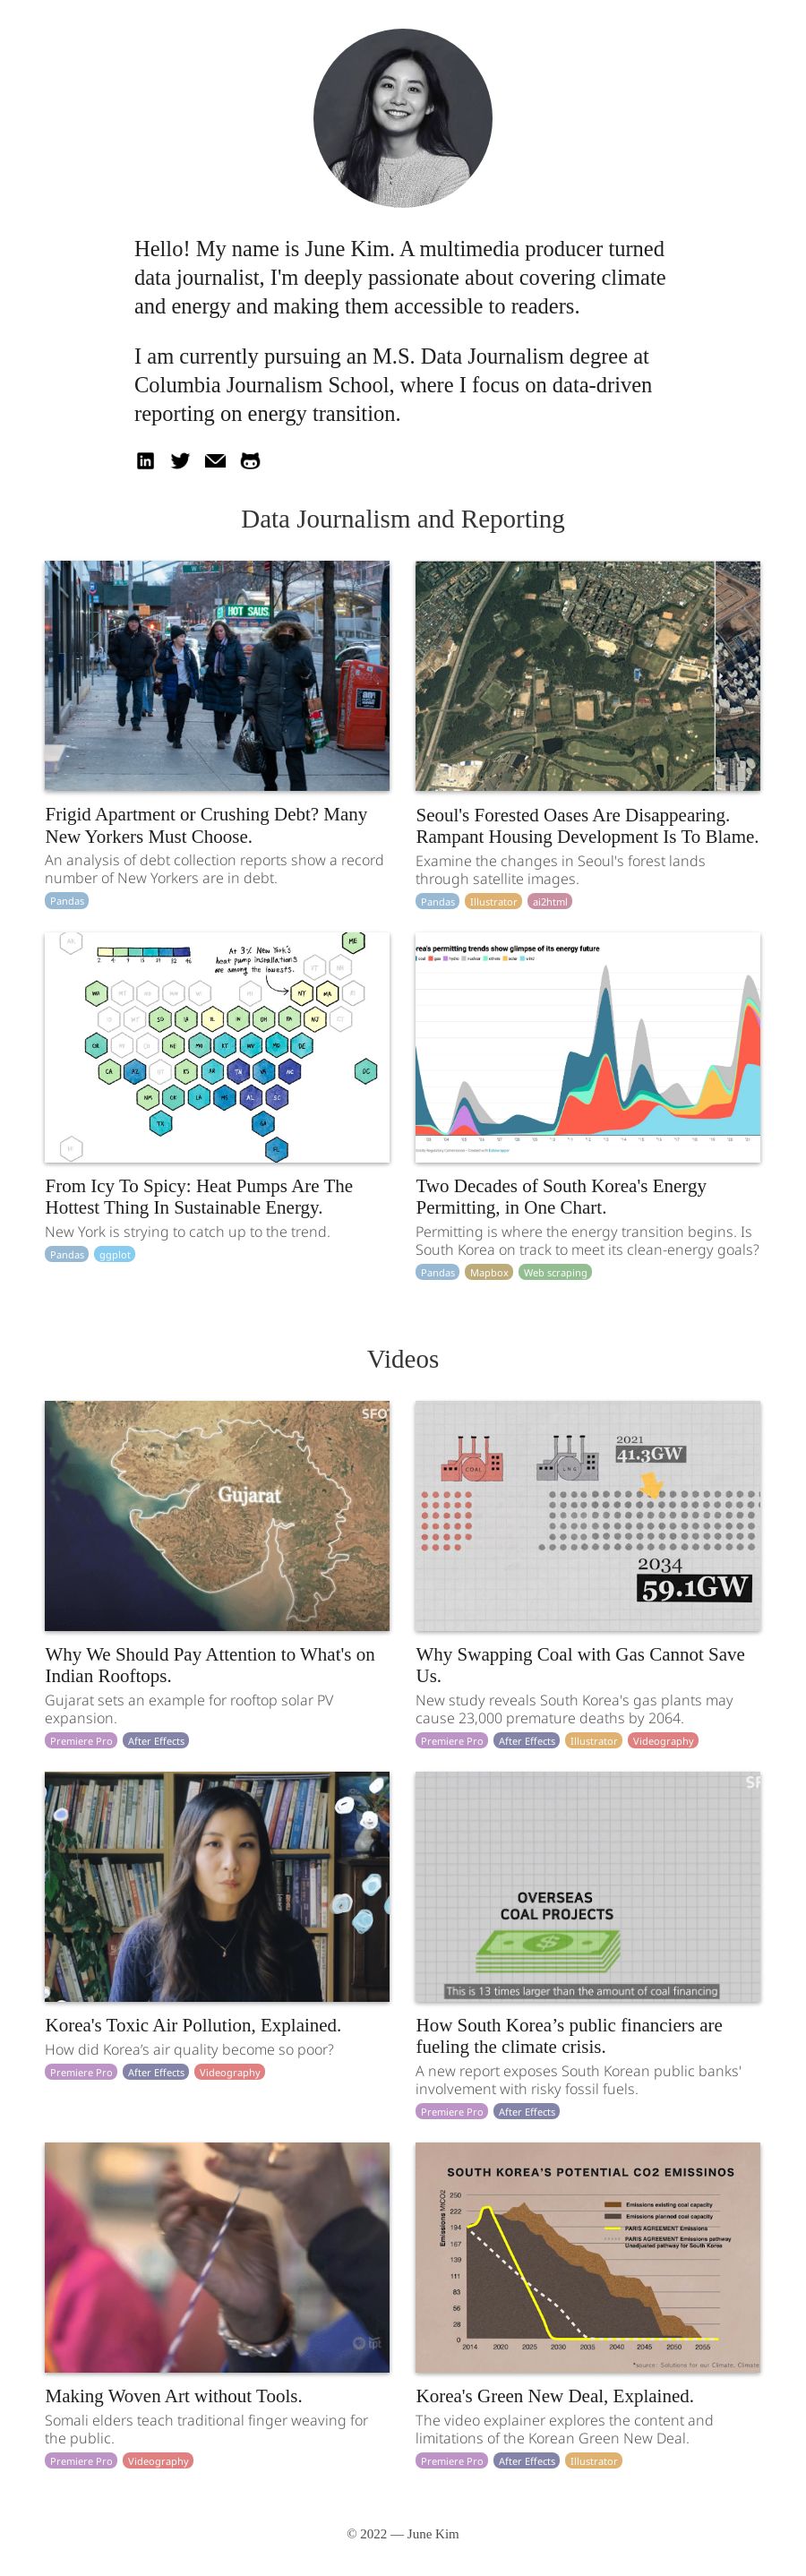 Hello! My name is June Kim. A multimedia producer turned
data journalist, I'm deeply passionate about covering climate
and energy and making them accessible to readers.
I am currently pursuing an M.S. Data Journalism degree at
Columbia Journalism School, where I focus on data-driven
reporting on energy transition.
in
Data Journalism and Reporting
HOT SAUS
Frigid Apartment or Crushing Debt? Many
New Yorkers Must Choose.
An analysis of debt collection reports show a record
number of New Yorkers are in debt.
Pandas
Seoul's Forested Oases Are Disappearing.
Rampant Housing Development Is To Blame.
Examine the changes in Seoul's forest lands
through satellite images.
Pandas Illustrator ai2html
At 3%, New York's
heat pump installations
are among the lowest.
ME
NY
From Icy To Spicy: Heat Pumps Are The
Hottest Thing In Sustainable Energy.
New York is strying to catch up to the trend.
Pandas ggplot
rea's permitting trends show glimpse of its energy future
Two Decades of South Korea's Energy
Permitting, in One Chart.
Permitting is where the energy transition begins. Is
South Korea on track to meet its clean-energy goals?
Pandas Mapbox Web scraping
Videos
SFO
Gujarat
Why We Should Pay Attention to What's on
Indian Rooftops.
Gujarat sets an example for rooftop solar PV
expansion.
Premiere Pro After Effects
COAL
LNG
2021
41.3GW
2034
59.1GW
Why Swapping Coal with Gas Cannot Save
Us.
New study reveals South Korea's gas plants may
cause 23,000 premature deaths by 2064.
Premiere Pro After Effects Illustrator Videography
Korea's Toxic Air Pollution, Explained.
How did Korea's air quality become so poor?
Premiere Pro After Effects Videography
SF
OVERSEAS
COAL PROJECTS
This is 13 times larger than the amount of coal financing
How South Korea’s public financiers are
fueling the climate crisis.
A new report exposes South Korean public banks'
involvement with risky fossil fuels.
Premiere Pro After Effects
Making Woven Art without Tools.
Somali elders teach traditional finger weaving for
the public.
Premiere Pro Videography
SOUTH KOREA'S POTENTIAL CO2 EMISSINOS
Emissions MtCO2
250
222
194
167
139
111
83
56
28
0
2014 2020 2025 2030 2035 2040 2045 2050 2055
Emissions existing coal capacity
Emissions planned coal capacity
PARIS AGREEMENT Emissions
PARIS AGREEMENT Emissions pathway
Unadjusted pathway for South Korea
*source: Solutions for our Climate, Climate
Korea's Green New Deal, Explained.
The video explainer explores the content and
limitations of the Korean Green New Deal.
Premiere Pro After Effects Illustrator
© 2022 — June Kim